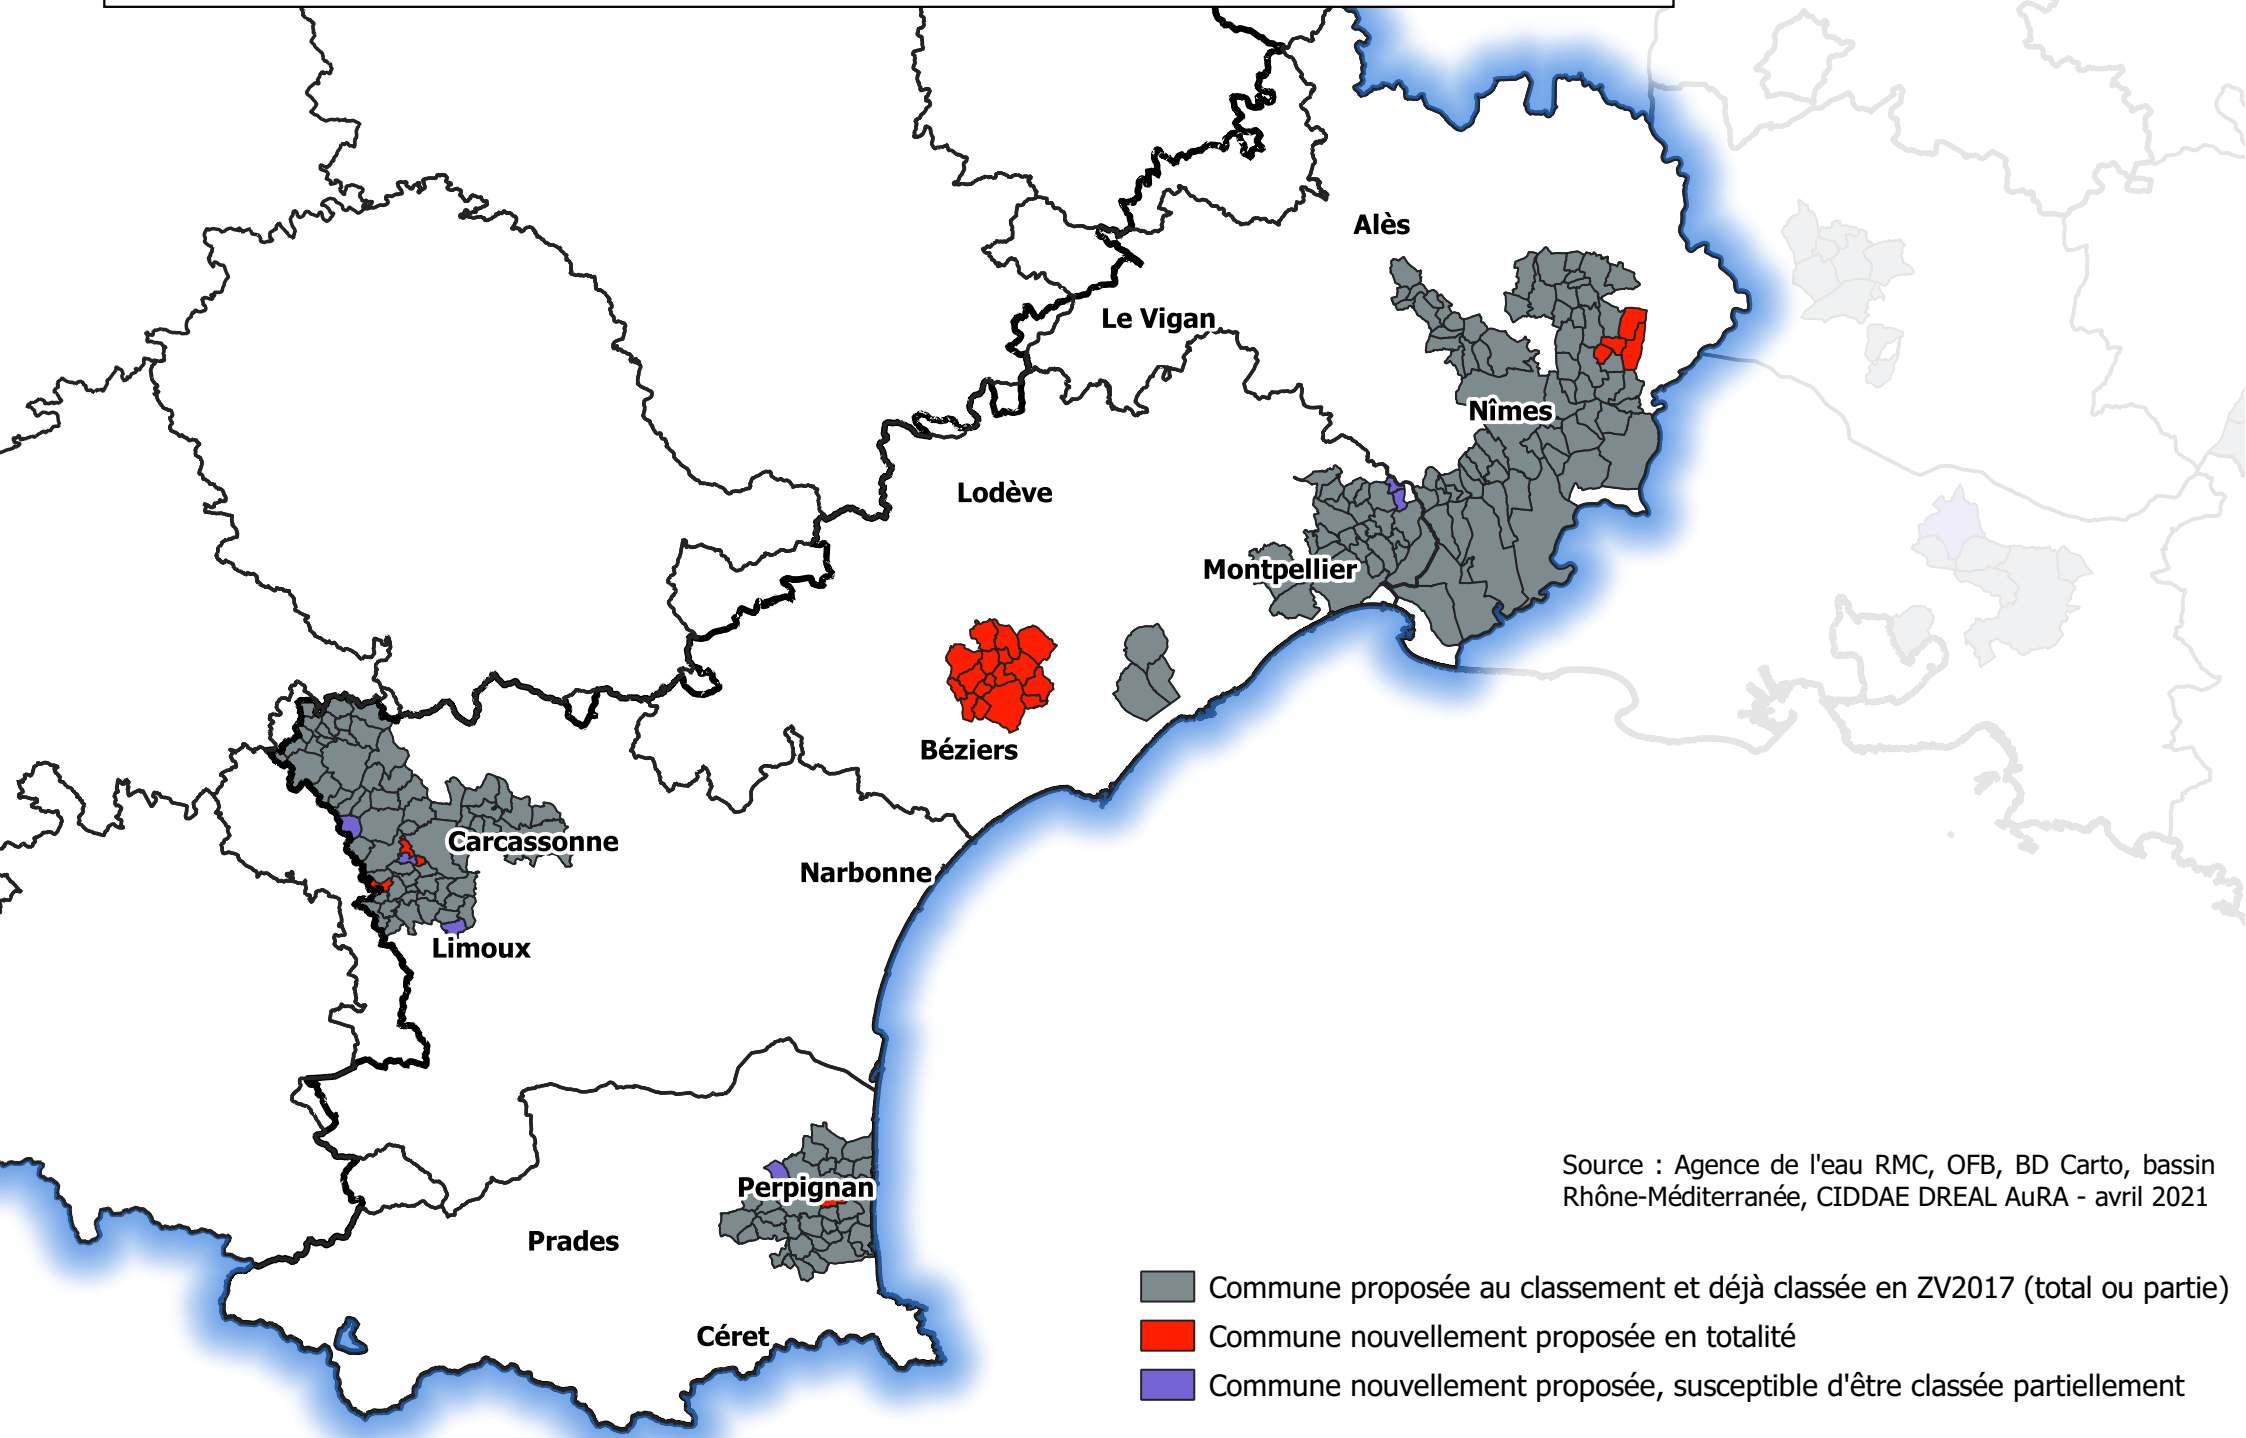 Alès
Le Vigan
Nîmes
Lodève
Montpellier
Béziers
Carcassonne
Narbonne
Limoux
Perpignan
Prades
Céret
Source : Agence de l'eau RMC, OFB, BD Carto, bassin
Rhône-Méditerranée, CIDDAE DREAL AuRA - avril 2021
Commune proposée au classement et déjà classée en ZV2017 (total ou partie)
Commune nouvellement proposée en totalité
Commune nouvellement proposée, susceptible d'être classée partiellement